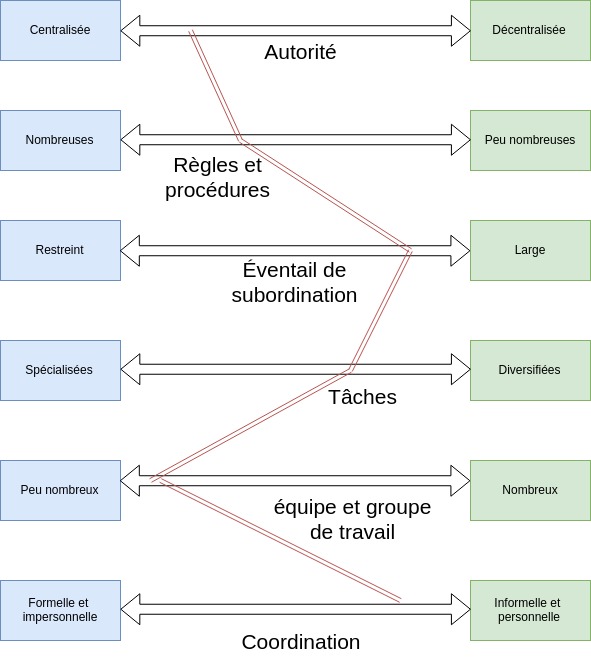 Centralisée
Décentralisée
Autorité
Nombreuses
Peu nombreuses
Règles et
procédures
Restreint
Large
Éventail de
subordination
Spécialisées
Diversifiées
Tâches
Peu nombreux
Nombreux
équipe et groupe
de travail
Formelle et
impersonnelle
Informelle et
personnelle
Coordination